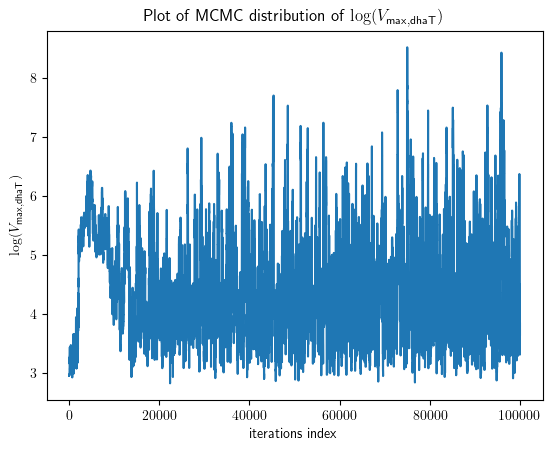 Plot of MCMC distribution of log(V_max,dhaT)
log(V_max,dhaT)
8
7
6
5
4
3
0 20000 40000 60000 80000 100000
iterations index